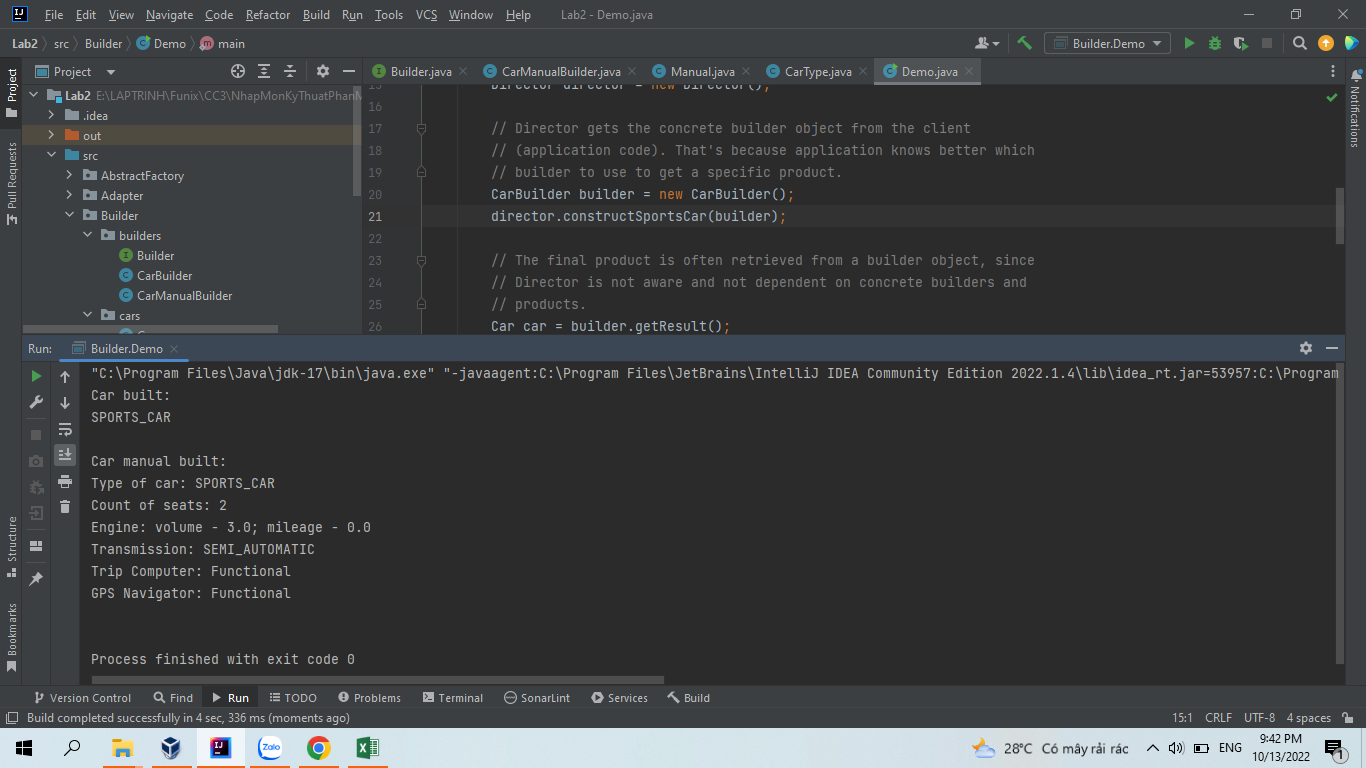 File Edit View Navigate Code Refactor Build Run Tools VCS Window Help Lab2 - Demo.java
Lab2 src Builder Demo main Builder.Demo
Project Builder.java CarManualBuilder.java Manual.java CarType.java Demo.java
Project
Pull Requests
Structure
Bookmarks
Notifications
Lab2 E:\LAPTRINH\Funix\CC3\NhapMonKyThuatPhanM
.idea
out
src
AbstractFactory
Adapter
Builder
builders
Builder
CarBuilder
CarManualBuilder
cars
15 Director director = new Director();
16
17 // Director gets the concrete builder object from the client
18 // (application code). That's because application knows better which
19 // builder to use to get a specific product.
20 CarBuilder builder = new CarBuilder();
21 director.constructSportsCar(builder);
22
23 // The final product is often retrieved from a builder object, since
24 // Director is not aware and not dependent on concrete builders and
25 // products.
26 Car car = builder.getResult();
Run: Builder.Demo
"C:\Program Files\Java\jdk-17\bin\java.exe" "-javaagent:C:\Program Files\JetBrains\IntelliJ IDEA Community Edition 2022.1.4\lib\idea_rt.jar=53957:C:\Program
Car built:
SPORTS_CAR
Car manual built:
Type of car: SPORTS_CAR
Count of seats: 2
Engine: volume - 3.0; mileage - 0.0
Transmission: SEMI_AUTOMATIC
Trip Computer: Functional
GPS Navigator: Functional
Process finished with exit code 0
Version Control Find Run TODO Problems Terminal SonarLint Services Build
Build completed successfully in 4 sec, 336 ms (moments ago) 15:1 CRLF UTF-8 4 spaces
Zalo 28°C Có mây rải rác ENG 9:42 PM
10/13/2022 1